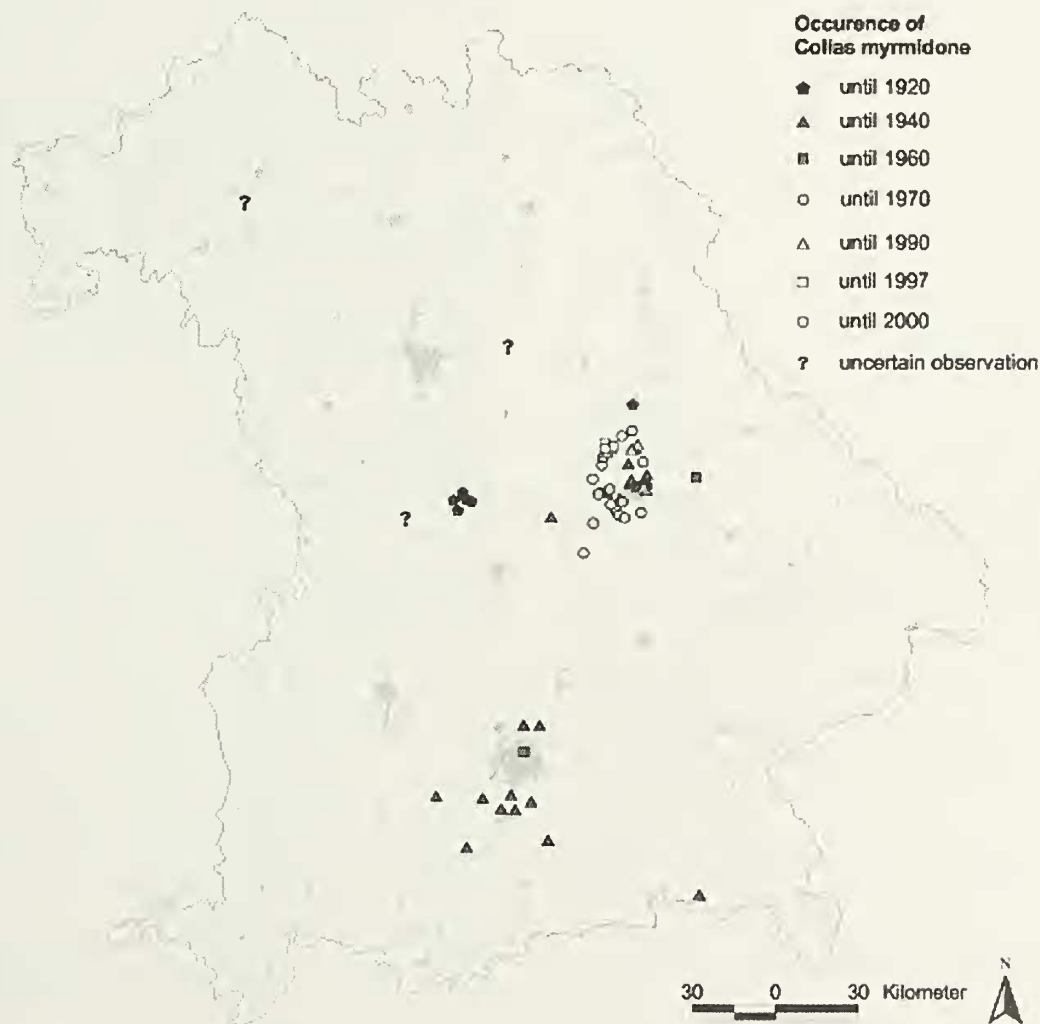 Occurence of
Colias myrmidone
until 1920
until 1940
until 1960
until 1970
until 1990
until 1997
until 2000
? uncertain observation
?
?
?
N
30 0 30 Kilometer